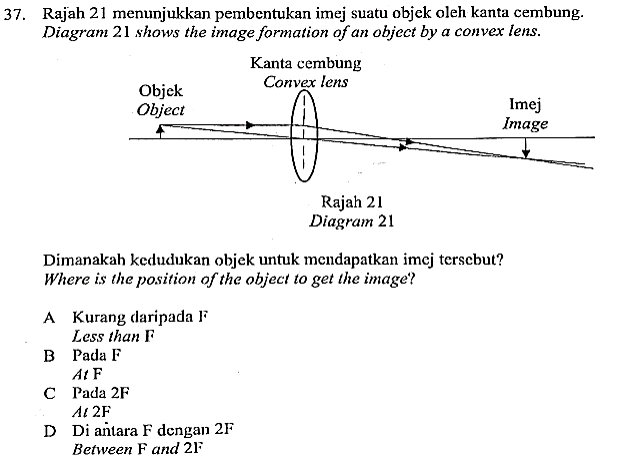 37. Rajah 21 menunjukkan pembentukan imej suatu objek oleh kanta cembung.
Diagram 21 shows the image formation of an object by a convex lens.
Kanta cembung
Convex lens
Objek
Object
Imej
Image
Rajah 21
Diagram 21
Dimanakah kedudukan objek untuk mendapatkan imej tersebut?
Where is the position of the object to get the image?
A Kurang daripada F
Less than F
B Pada F
At F
C Pada 2F
At 2F
D Di antara F dengan 2F
Between F and 2F